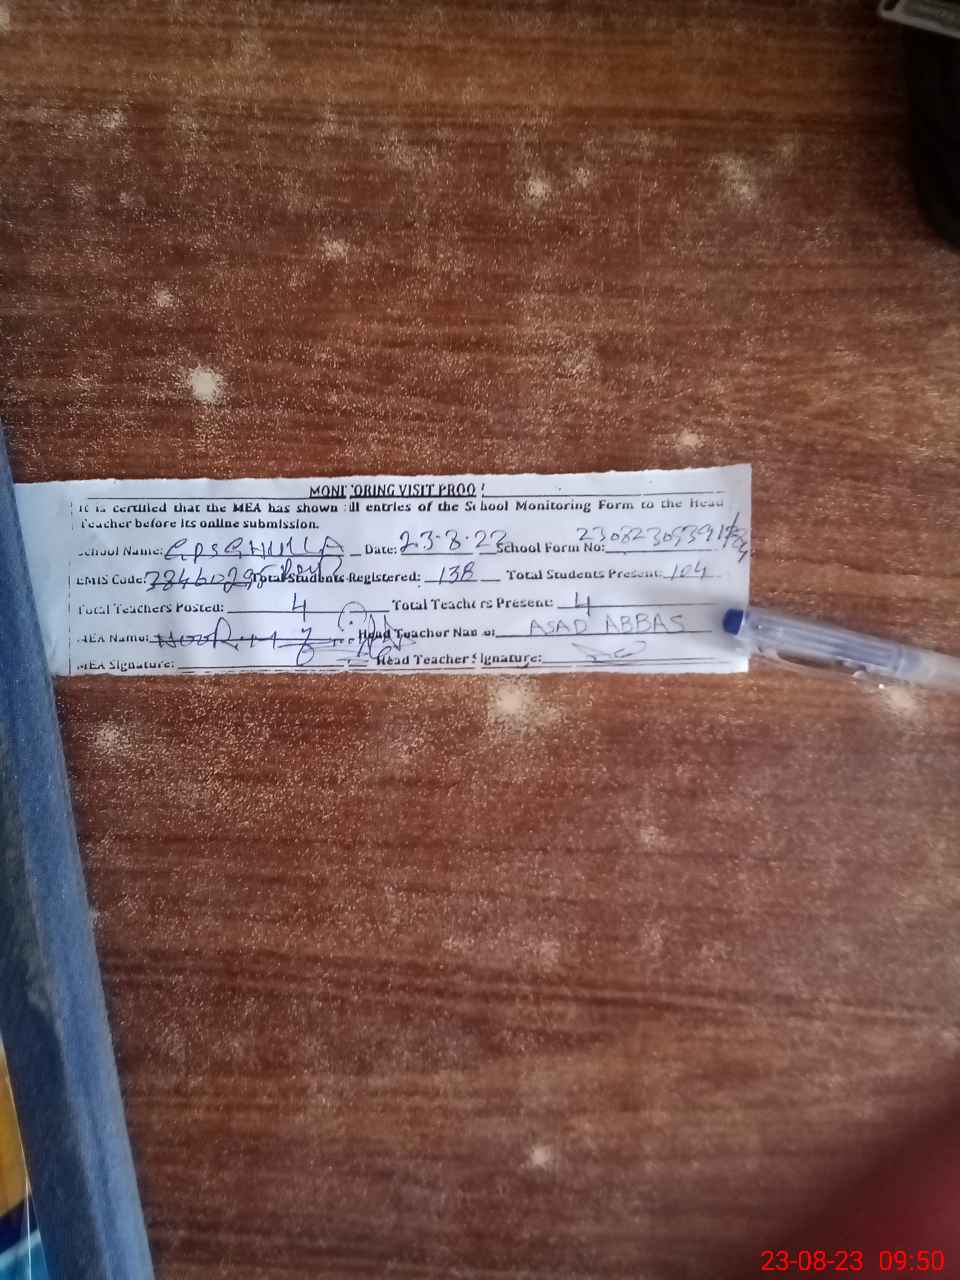 MONITORING VISIT PROOF
It is certified that the MEA has shown all entries of the School Monitoring Form to the Head
Teacher before its online submission.
School Name: GPS Date: 23-8-23 School Form No:
EMIS Code: Total Students Registered: 138 Total Students Present: 104
Total Teachers Posted: 4 Total Teachers Present: 4
MEA Name: Head Teacher Name: ASAD ABBAS
MEA Signature: Head Teacher Signature:
23-08-23 09:50